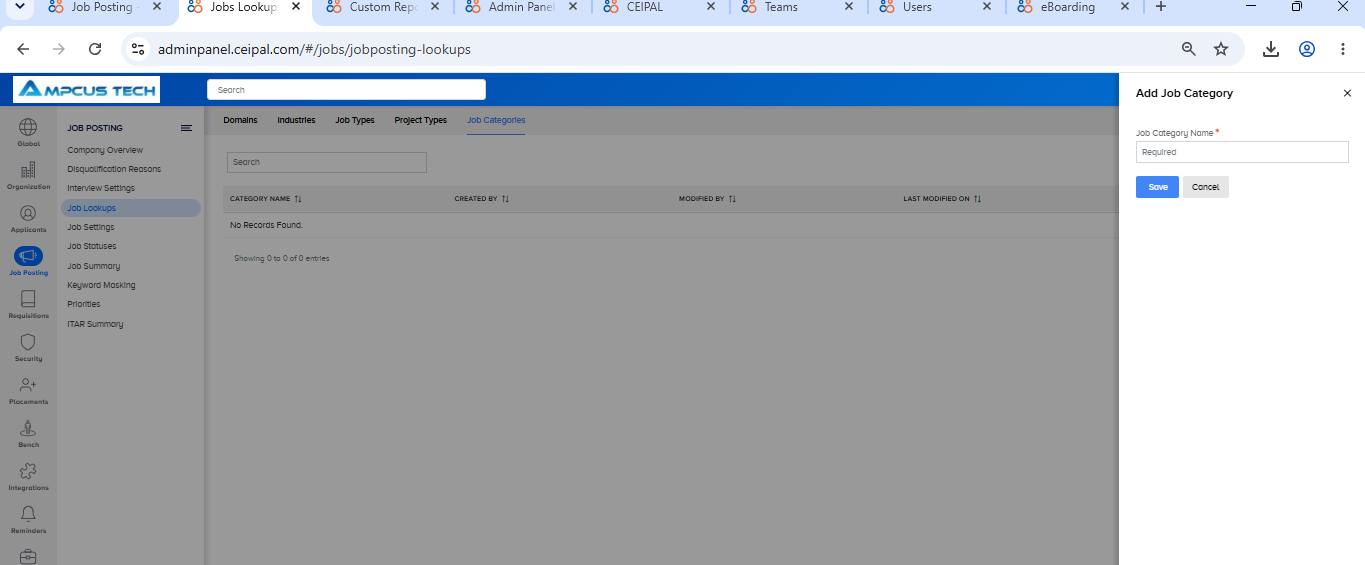 Job Posting -
Jobs Lookup
Custom Repo
Admin Panel
CEIPAL
Teams
Users
eBoarding
adminpanel.ceipal.com/#/jobs/jobposting-lookups
AMPCUS TECH
Search
Global
Organization
Applicants
Job Posting
Requisitions
Security
Placements
Bench
Integrations
Reminders
JOB POSTING
Company Overview
Disqualification Reasons
Interview Settings
Job Lookups
Job Settings
Job Statuses
Job Summary
Keyword Masking
Priorities
ITAR Summary
Domains Industries Job Types Project Types Job Categories
Search
CATEGORY NAME CREATED BY MODIFIED BY LAST MODIFIED ON
No Records Found.
Showing 0 to 0 of 0 entries
Add Job Category
Job Category Name *
Required
Save Cancel